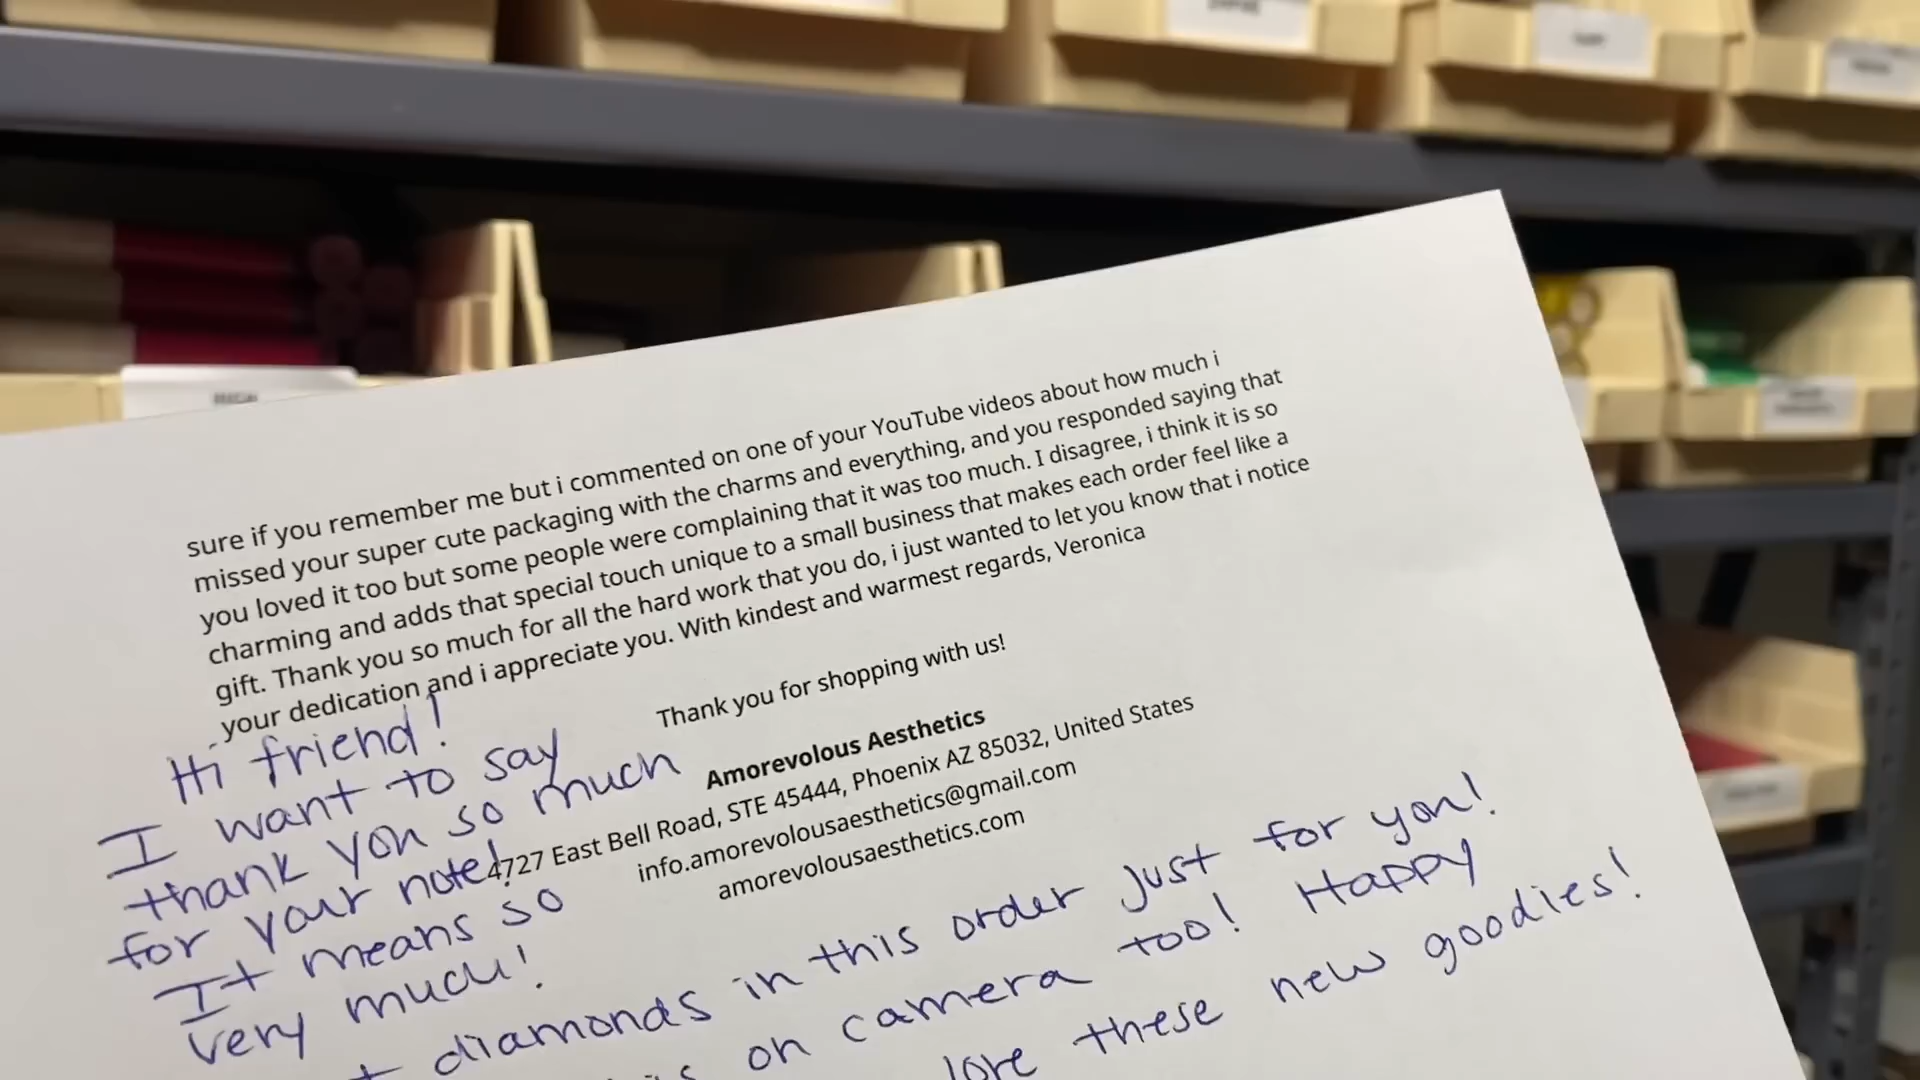 sure if you remember me but i commented on one of your YouTube videos about how much i
missed your super cute packaging with the charms and everything, and you responded saying that
you loved it too but some people were complaining that it was too much. I disagree, i think it is so
charming and adds that special touch unique to a small business that makes each order feel like a
gift. Thank you so much for all the hard work that you do, i just wanted to let you know that i notice
your dedication and i appreciate you. With kindest and warmest regards, Veronica
Thank you for shopping with us!
Amorevolous Aesthetics
4727 East Bell Road, STE 45444, Phoenix AZ 85032, United States
info.amorevolousaesthetics@gmail.com
amorevolousaesthetics.com
Hi friend!
I want to say
thank you so much
for your note!
It means so
very much!
diamonds in this order just for you!
on camera too! Happy
love these new goodies!